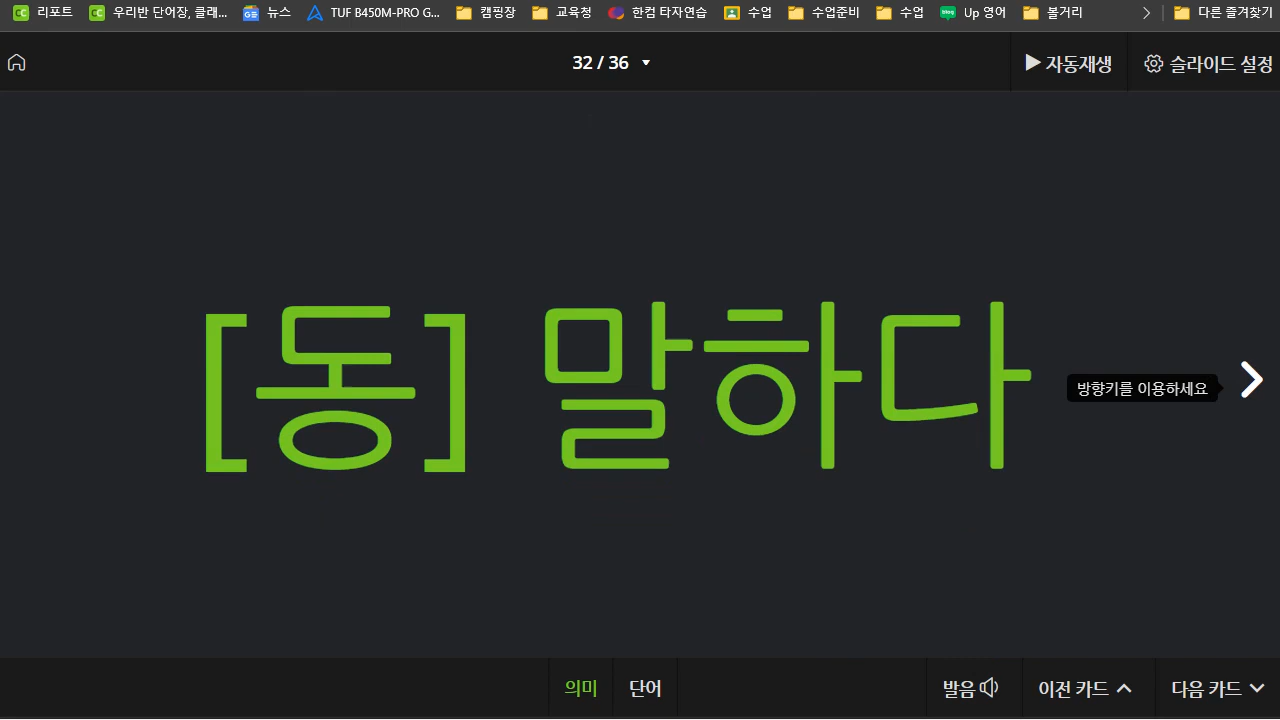 리포트 우리반 단어장, 클래... 뉴스 TUF B450M-PRO G... 캠핑장 교육청 한컴 타자연습 수업 수업준비 수업 Up 영어 볼거리 다른 즐겨찾기
32 / 36 자동재생 슬라이드 설정
[동] 말하다
방향키를 이용하세요
의미 단어 발음 이전 카드 다음 카드